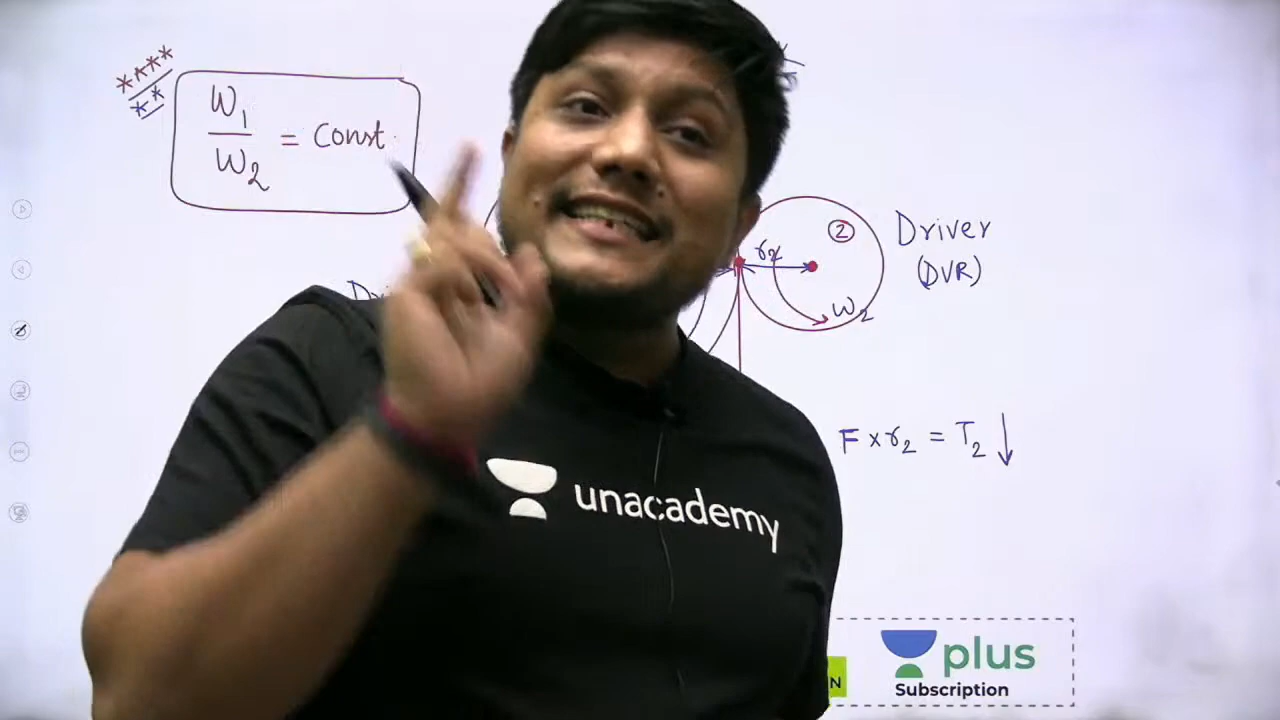 ****
**
W1
W2
= Const.
2
r2
W2
Driver
(DVR)
F × r2 = T2 ↓
unacademy
plus
Subscription
N